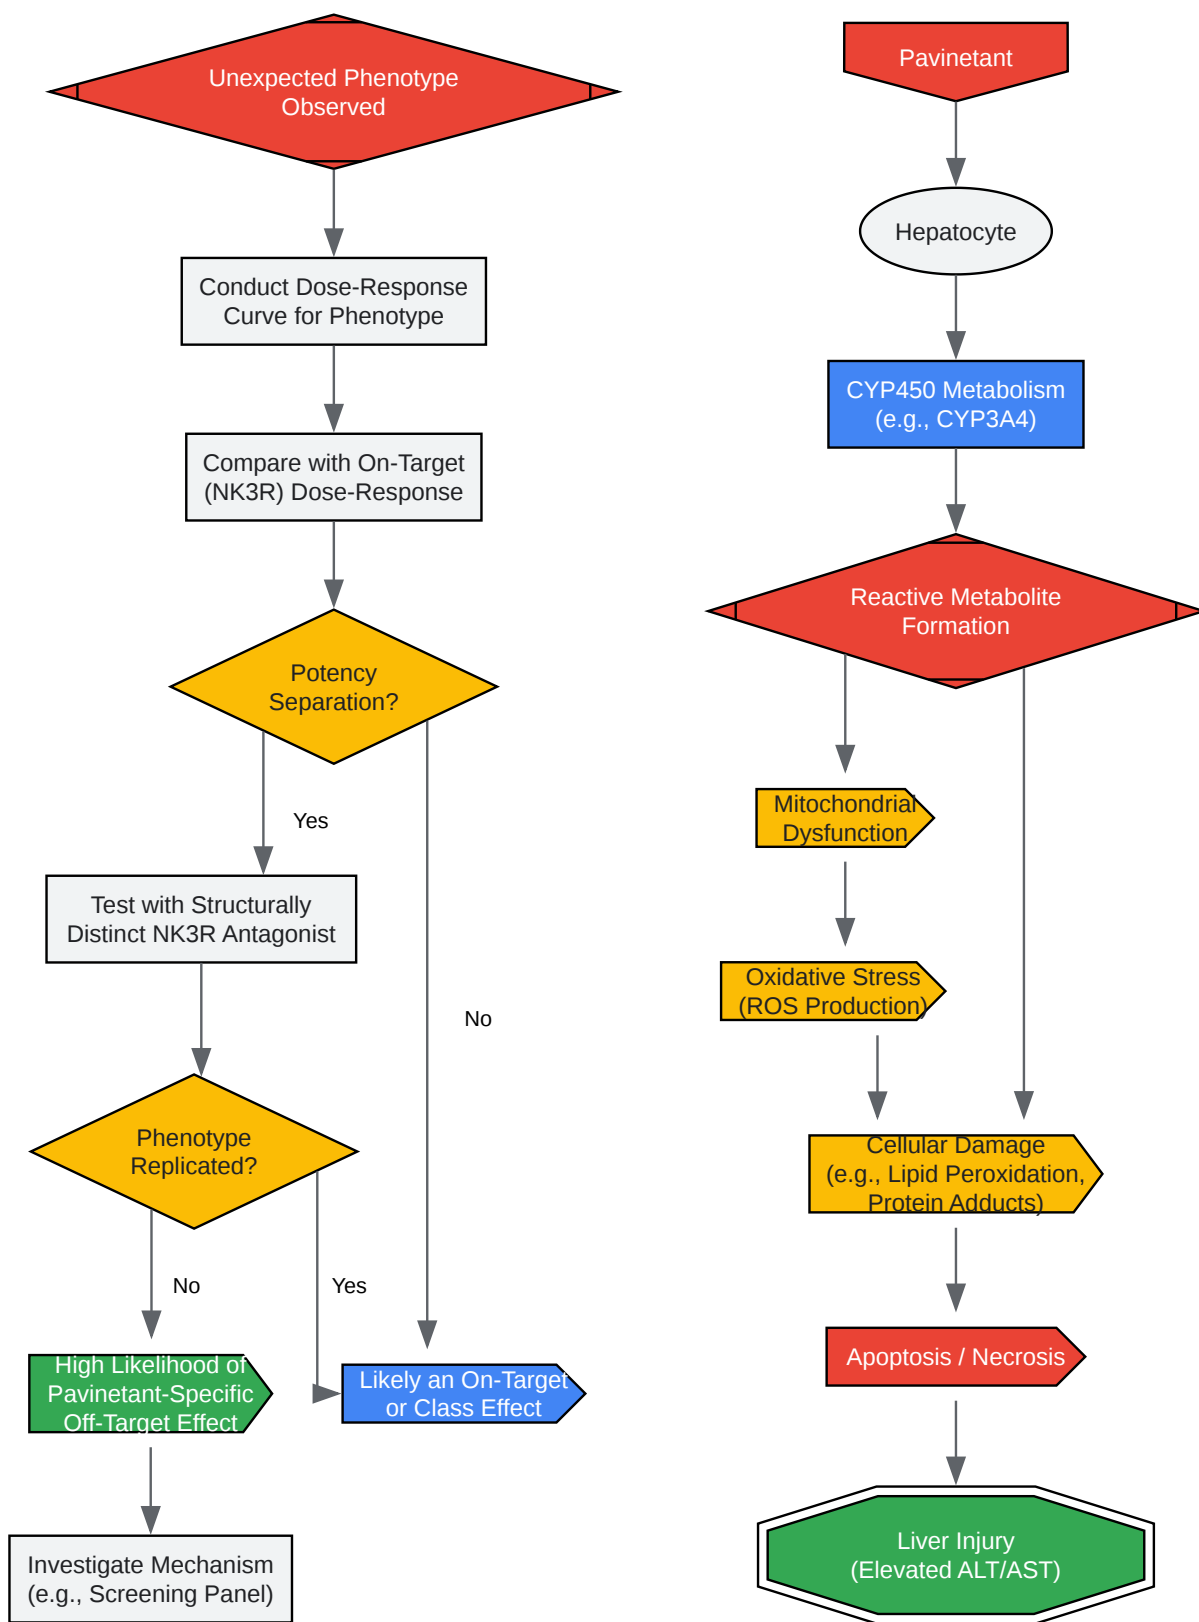 Unexpected Phenotype
Observed
Conduct Dose-Response
Curve for Phenotype
Compare with On-Target
(NK3R) Dose-Response
Potency
Separation?
Yes
No
Test with Structurally
Distinct NK3R Antagonist
Phenotype
Replicated?
No
Yes
High Likelihood of
Pavinetant-Specific
Off-Target Effect
Likely an On-Target
or Class Effect
Investigate Mechanism
(e.g., Screening Panel)
Pavinetant
Hepatocyte
CYP450 Metabolism
(e.g., CYP3A4)
Reactive Metabolite
Formation
Mitochondrial
Dysfunction
Oxidative Stress
(ROS Production)
Cellular Damage
(e.g., Lipid Peroxidation,
Protein Adducts)
Apoptosis / Necrosis
Liver Injury
(Elevated ALT/AST)